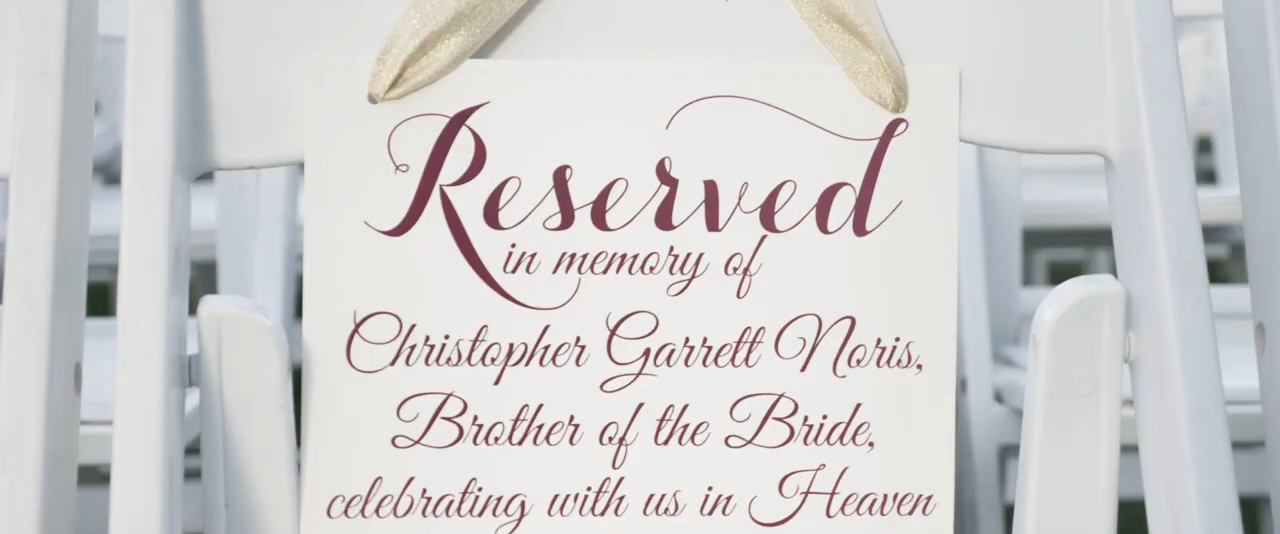 Reserved
in memory of
Christopher Garrett Noris,
Brother of the Bride,
celebrating with us in Heaven